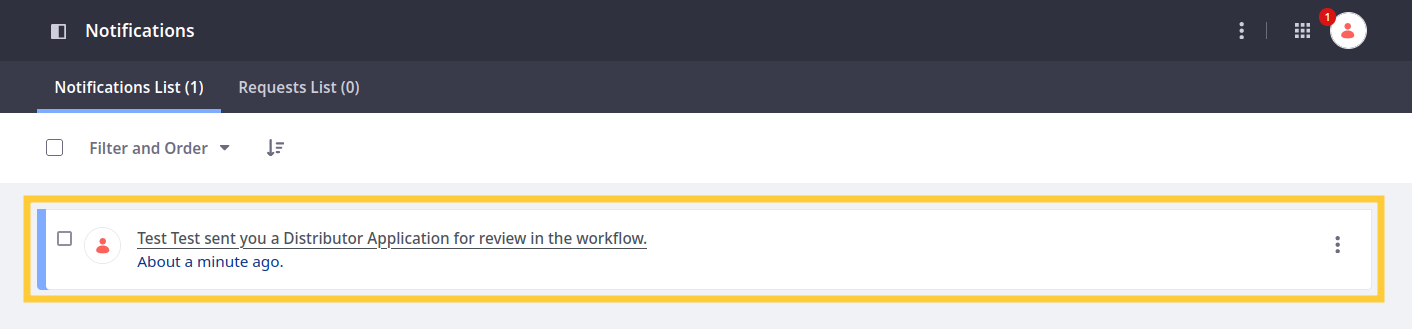 Notifications
1
Notifications List (1) Requests List (0)
Filter and Order
Test Test sent you a Distributor Application for review in the workflow.
About a minute ago.